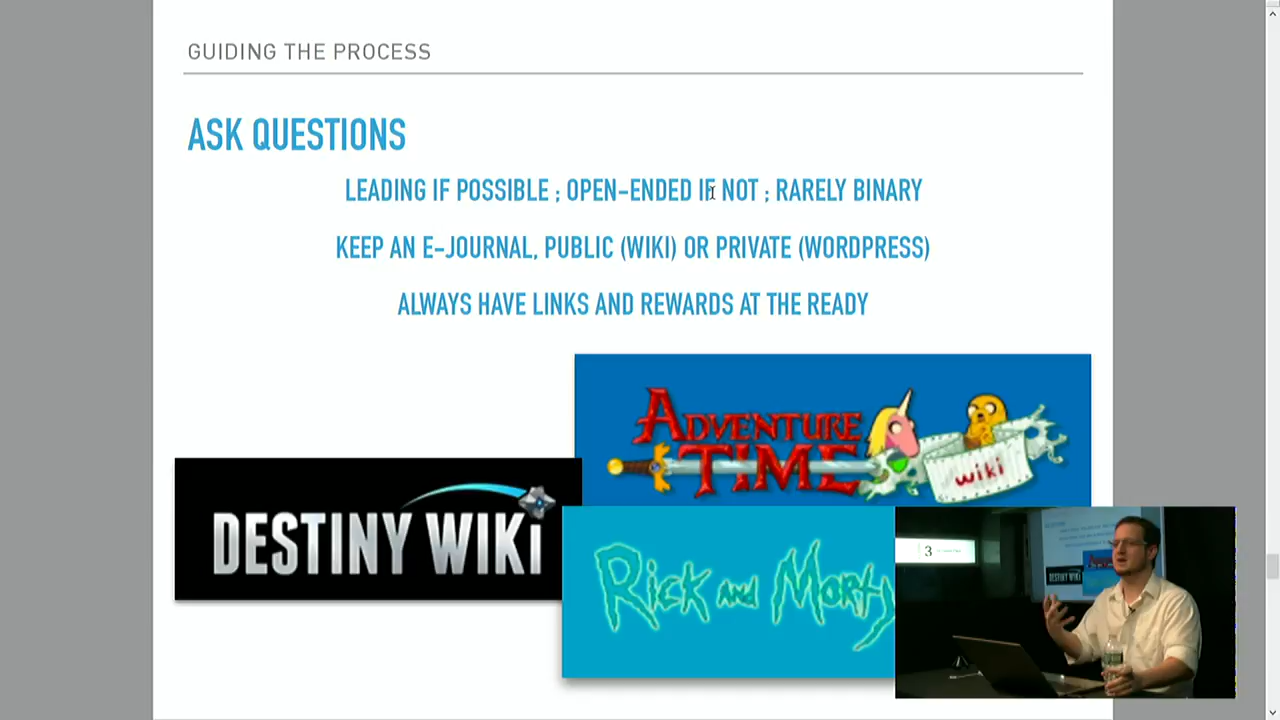 GUIDING THE PROCESS
ASK QUESTIONS
LEADING IF POSSIBLE ; OPEN-ENDED IF NOT ; RARELY BINARY
KEEP AN E-JOURNAL, PUBLIC (WIKI) OR PRIVATE (WORDPRESS)
ALWAYS HAVE LINKS AND REWARDS AT THE READY
ADVENTURE
TIME
wiki
DESTINY WIKi
Rick and Morty
3